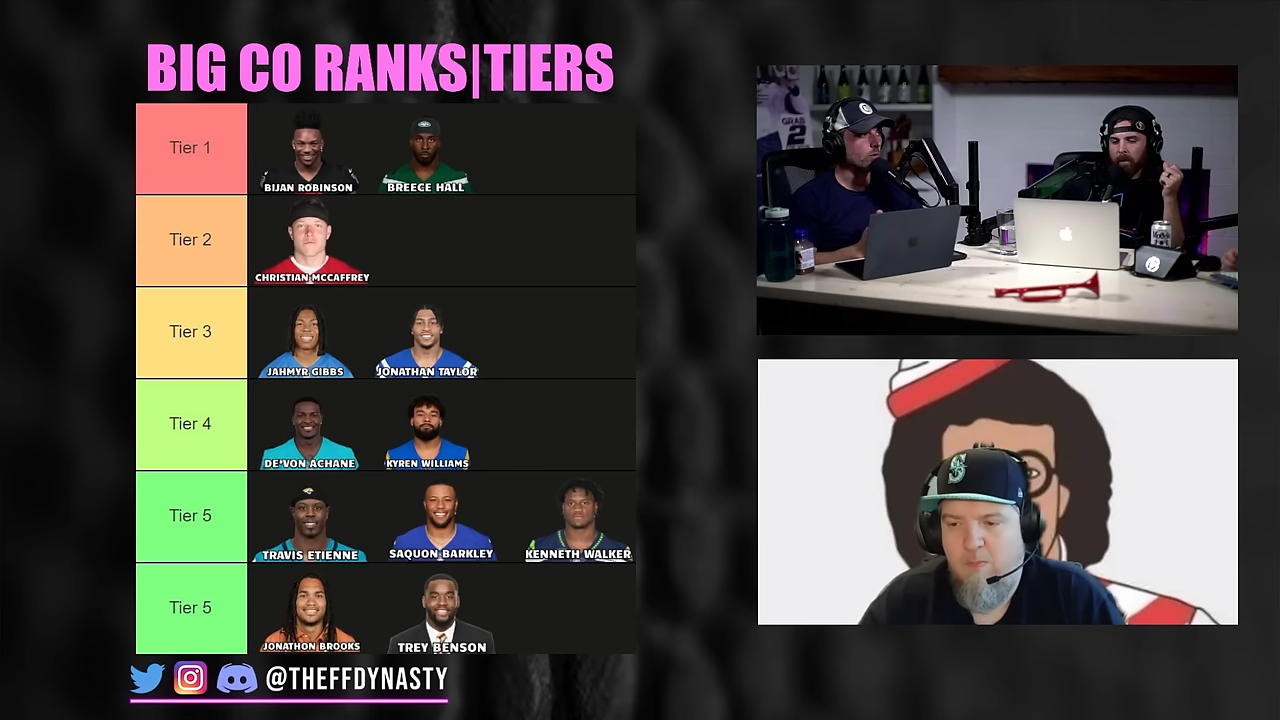 BIG CO RANKS|TIERS
Tier 1
BIJAN ROBINSON
BREECE HALL
Tier 2
CHRISTIAN MCCAFFREY
Tier 3
JAHMYR GIBBS
JONATHAN TAYLOR
Tier 4
DE'VON ACHANE
KYREN WILLIAMS
Tier 5
TRAVIS ETIENNE
SAQUON BARKLEY
KENNETH WALKER
Tier 5
JONATHON BROOKS
TREY BENSON
@THEFFDYNASTY
GRAB
2
S